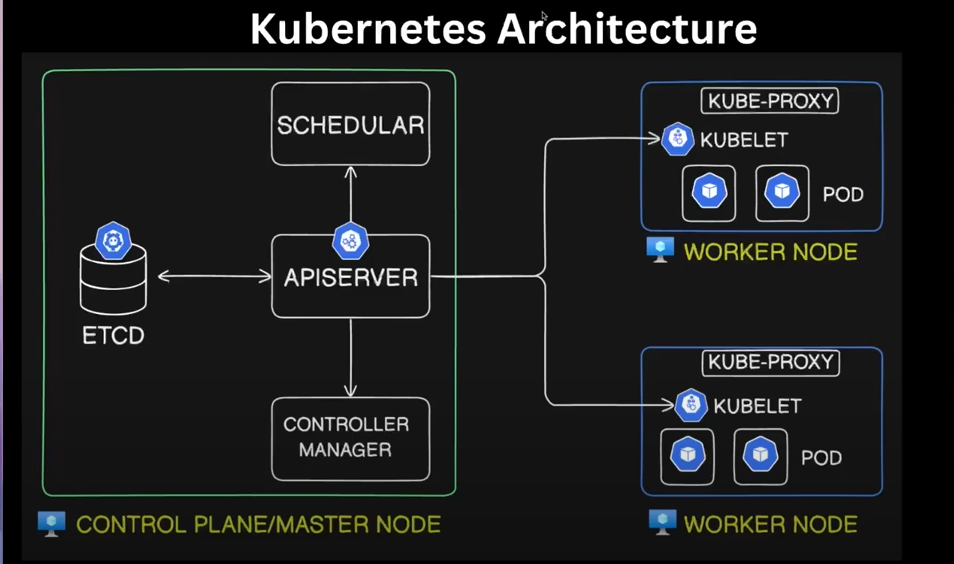 Kubernetes Architecture
SCHEDULAR
APISERVER
ETCD
CONTROLLER
MANAGER
CONTROL PLANE/MASTER NODE
KUBE-PROXY
KUBELET
POD
WORKER NODE
KUBE-PROXY
KUBELET
POD
WORKER NODE